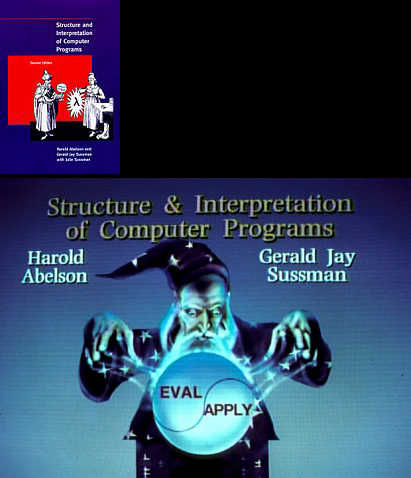 Structure and
Interpretation
of Computer
Programs
Second Edition
Harold Abelson and
Gerald Jay Sussman
with Julie Sussman
Structure & Interpretation
of Computer Programs
Harold
Abelson
Gerald Jay
Sussman
EVAL
APPLY